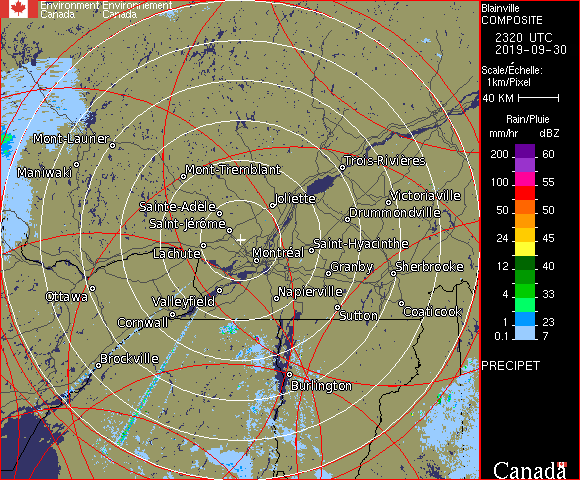 Environment Environnement
Canada Canada
Blainville
COMPOSITE
2320 UTC
2019-09-30
Scale/Échelle:
1km/Pixel
40 KM
Rain/Pluie
mm/hr dBZ
200 60
100 55
50 50
24 45
12 40
4 33
1 23
0.1 7
PRECIPET
Canada
Mont-Laurier
Maniwaki
Mont-Tremblant
Trois-Rivières
Joliette
Victoriaville
Sainte-Adèle
Drummondville
Saint-Jérôme
Lachute
Montréal
Saint-Hyacinthe
Granby
Sherbrooke
Ottawa
Valleyfield
Napierville
Cornwall
Sutton
Coaticook
Brockville
Burlington